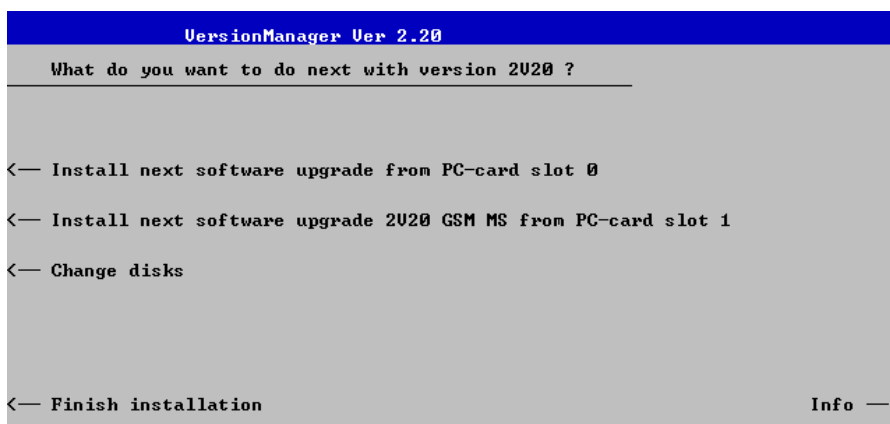 VersionManager Ver 2.20
What do you want to do next with version 2V20 ?
<── Install next software upgrade from PC-card slot 0
<── Install next software upgrade 2V20 GSM MS from PC-card slot 1
<── Change disks
<── Finish installation Info ─